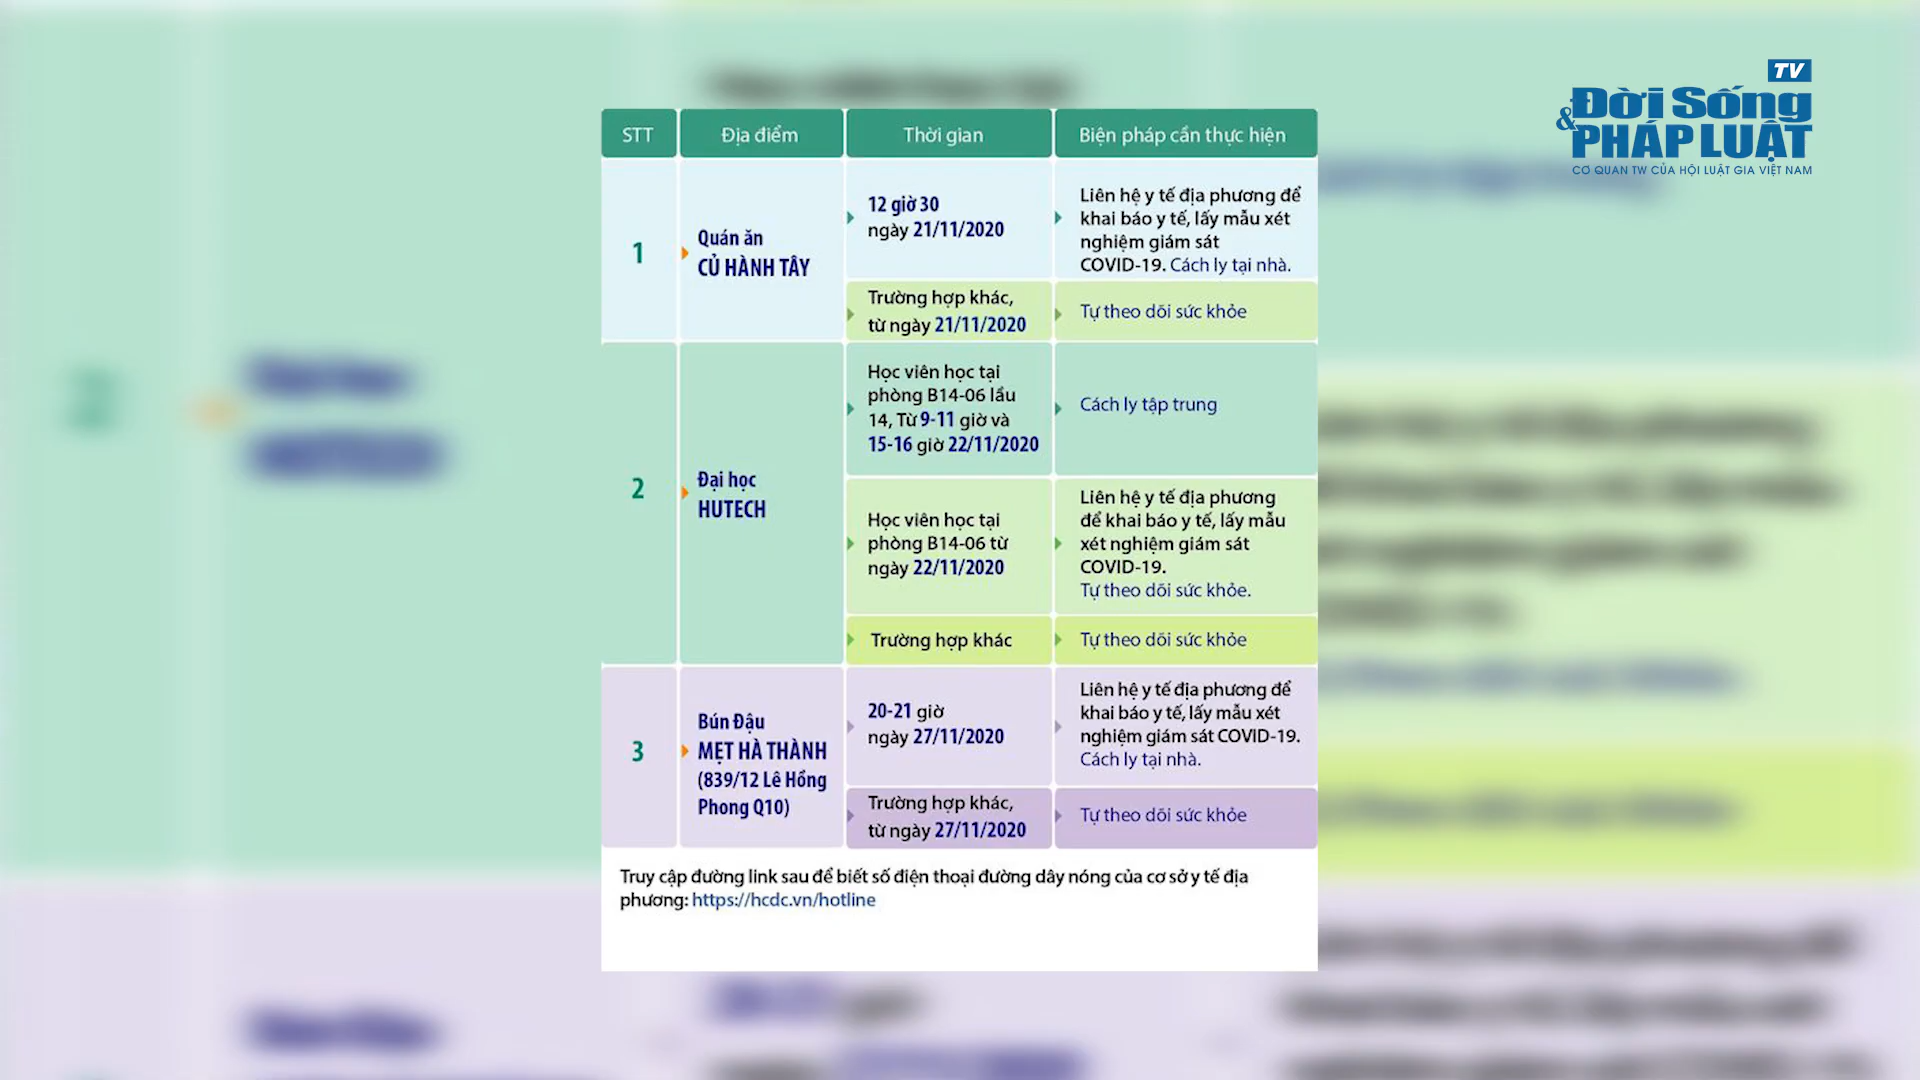 TV
Đời Sống
& PHÁP LUẬT
CƠ QUAN TW CỦA HỘI LUẬT GIA VIỆT NAM
STT
Địa điểm
Thời gian
Biện pháp cần thực hiện
1
Quán ăn
CỦ HÀNH TÂY
12 giờ 30
ngày 21/11/2020
Liên hệ y tế địa phương để
khai báo y tế, lấy mẫu xét
nghiệm giám sát
COVID-19. Cách ly tại nhà.
Trường hợp khác,
từ ngày 21/11/2020
Tự theo dõi sức khỏe
2
Đại học
HUTECH
Học viên học tại
phòng B14-06 lầu
14, Từ 9-11 giờ và
15-16 giờ 22/11/2020
Cách ly tập trung
Học viên học tại
phòng B14-06 từ
ngày 22/11/2020
Liên hệ y tế địa phương
để khai báo y tế, lấy mẫu
xét nghiệm giám sát
COVID-19.
Tự theo dõi sức khỏe.
Trường hợp khác
Tự theo dõi sức khỏe
3
Bún Đậu
MẸT HÀ THÀNH
(839/12 Lê Hồng
Phong Q10)
20-21 giờ
ngày 27/11/2020
Liên hệ y tế địa phương để
khai báo y tế, lấy mẫu xét
nghiệm giám sát COVID-19.
Cách ly tại nhà.
Trường hợp khác,
từ ngày 27/11/2020
Tự theo dõi sức khỏe
Truy cập đường link sau để biết số điện thoại đường dây nóng của cơ sở y tế địa
phương: https://hcdc.vn/hotline